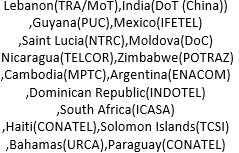 Lebanon(TRA/MoT),India(DoT (China))
,Guyana(PUC),Mexico(IFETEL)
,Saint Lucia(NTRC),Moldova(DoC)
Nicaragua(TELCOR),Zimbabwe(POTRAZ)
,Cambodia(MPTC),Argentina(ENACOM)
,Dominican Republic(INDOTEL)
,South Africa(ICASA)
,Haiti(CONATEL),Solomon Islands(TCSI)
,Bahamas(URCA),Paraguay(CONATEL)